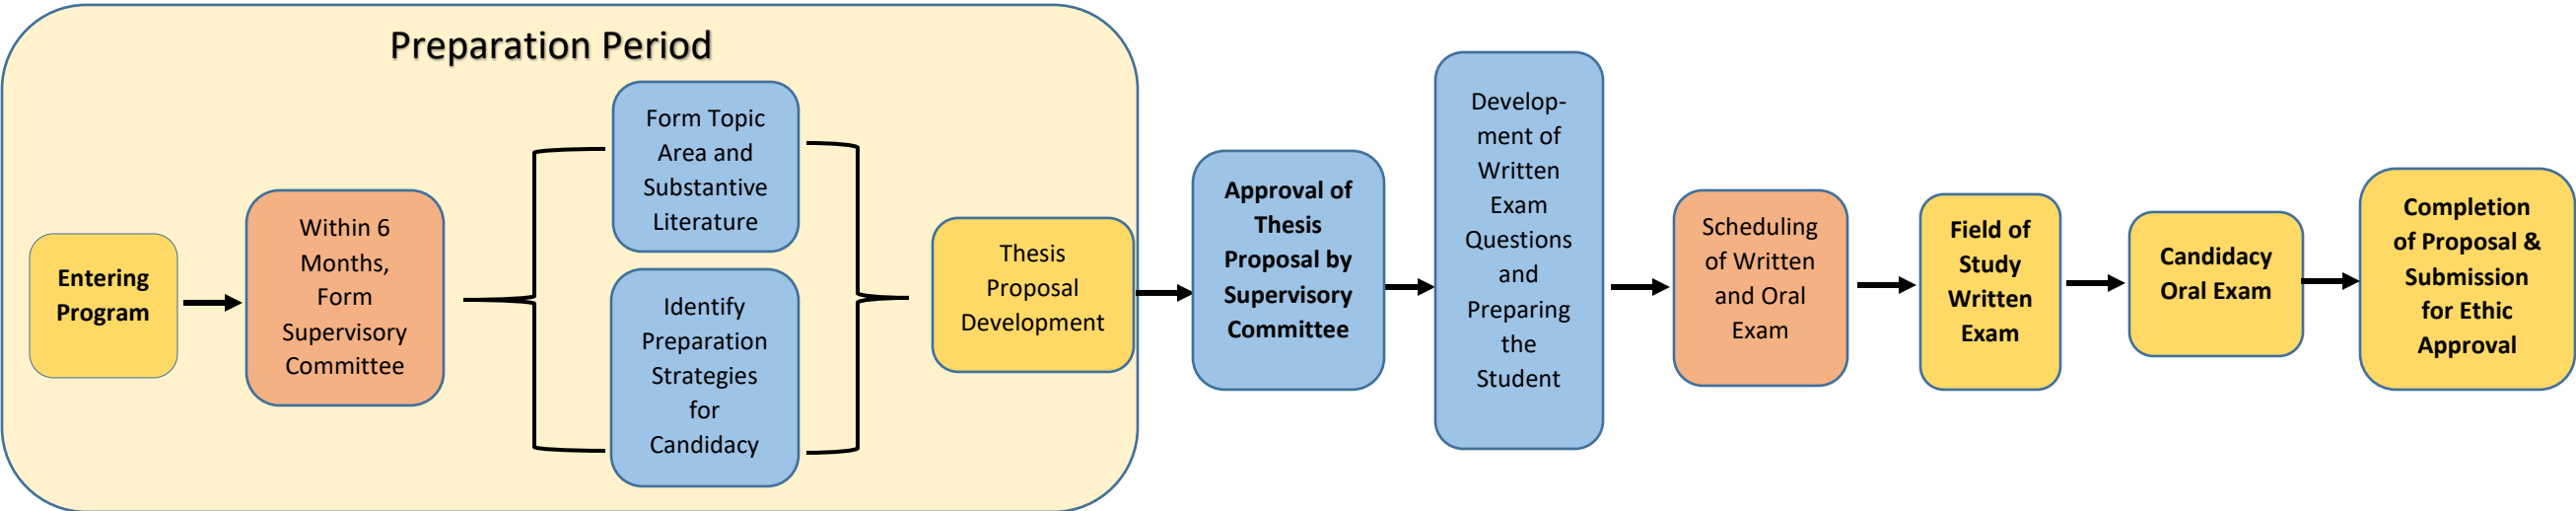 Preparation Period
Entering
Program
Within 6
Months,
Form
Supervisory
Committee
Form Topic
Area and
Substantive
Literature
Identify
Preparation
Strategies
for
Candidacy
Thesis
Proposal
Development
Approval of
Thesis
Proposal by
Supervisory
Committee
Develop-
ment of
Written
Exam
Questions
and
Preparing
the
Student
Scheduling
of Written
and Oral
Exam
Field of
Study
Written
Exam
Candidacy
Oral Exam
Completion
of Proposal &
Submission
for Ethic
Approval